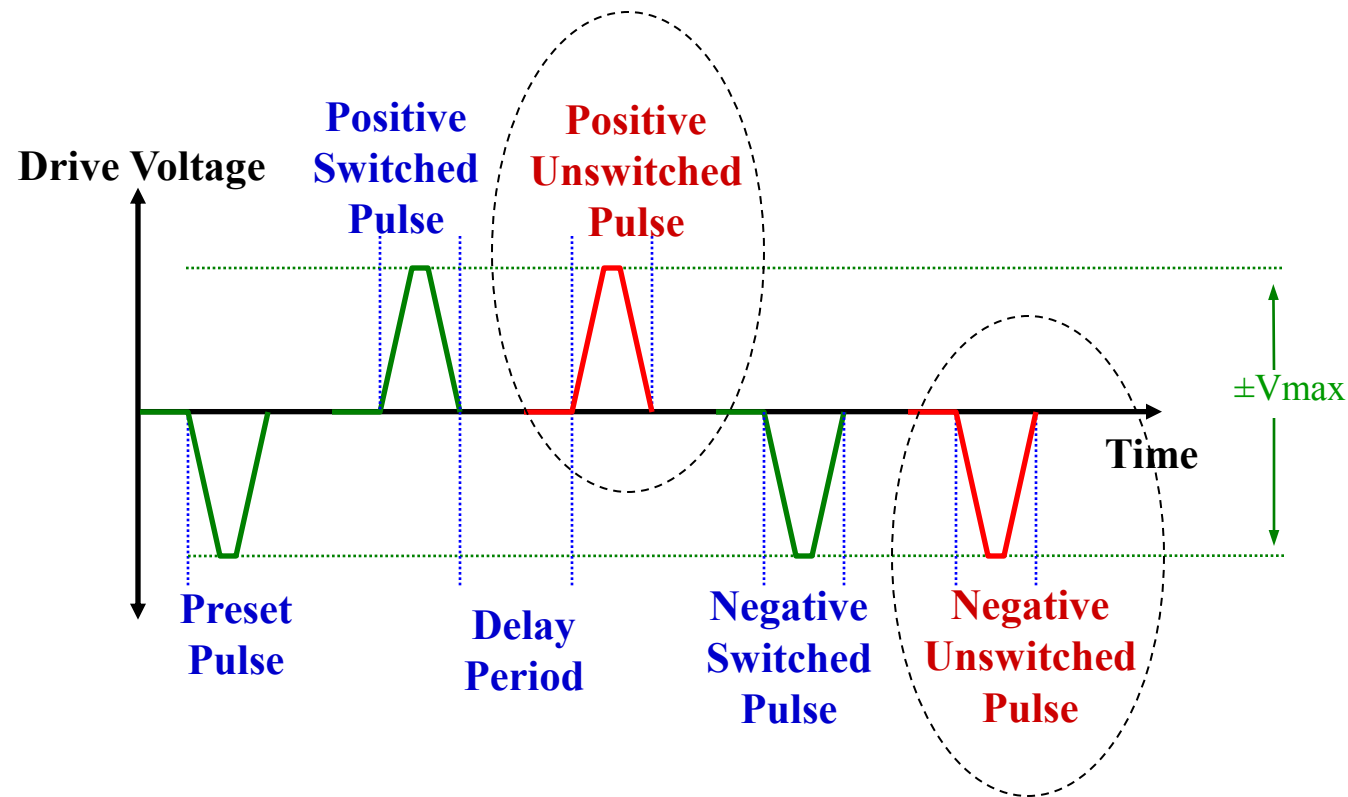 Drive Voltage
Positive
Switched
Pulse
Positive
Unswitched
Pulse
±Vmax
Time
Preset
Pulse
Delay
Period
Negative
Switched
Pulse
Negative
Unswitched
Pulse